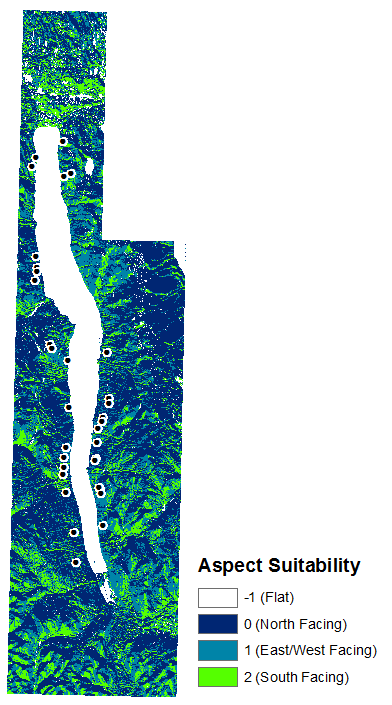 Aspect Suitability
-1 (Flat)
0 (North Facing)
1 (East/West Facing)
2 (South Facing)